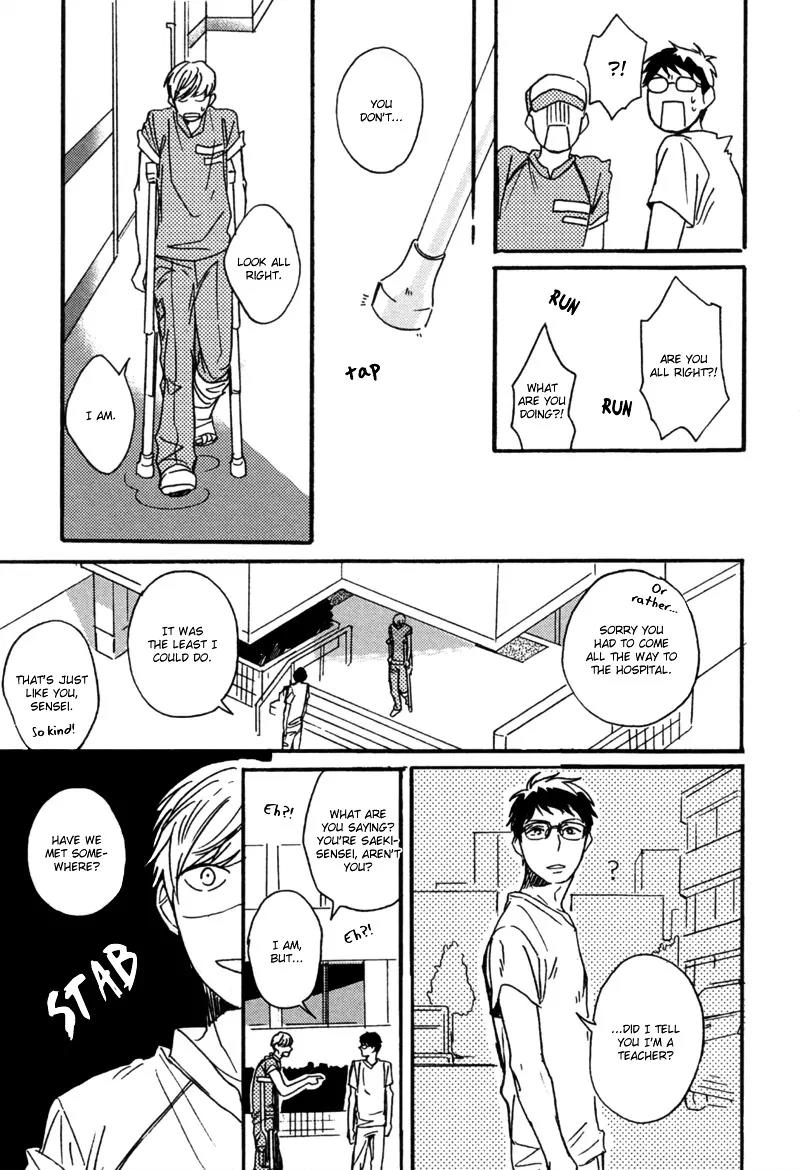 ?!
RUN
ARE YOU
ALL RIGHT?!
RUN
WHAT
ARE YOU
DOING?!
YOU
DON'T...
tap
LOOK ALL
RIGHT.
I AM.
Or
rather...
SORRY YOU
HAD TO COME
ALL THE WAY TO
THE HOSPITAL.
IT WAS
THE LEAST I
COULD DO.
THAT'S JUST
LIKE YOU,
SENSEI.
So kind!
?
...DID I TELL
YOU I'M A
TEACHER?
WHAT ARE
YOU SAYING?
YOU'RE SAEKI-
SENSEI, AREN'T
YOU?
Eh?!
I AM,
BUT...
Eh?!
HAVE WE
MET SOME-
WHERE?
STAB